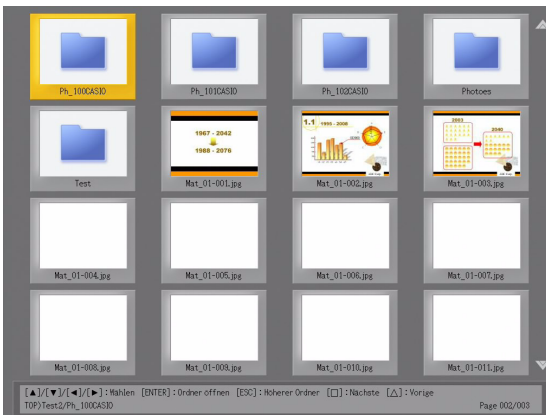 Ph_100CASIO
Ph_101CASIO
Ph_102CASIO
Photoes
Test
1967 - 2042
1988 - 2076
Mat_01-001.jpg
1.1 1955 - 2008
Mat_01-002.jpg
2003
2040
Mat_01-003.jpg
Mat_01-004.jpg
Mat_01-005.jpg
Mat_01-006.jpg
Mat_01-007.jpg
Mat_01-008.jpg
Mat_01-009.jpg
Mat_01-010.jpg
Mat_01-011.jpg
[▲]/[▼]/[◄]/[►]:Wählen [ENTER]:Ordner öffnen [ESC]:Höherer Ordner [□]:Nächste [△]:Vorige
TOP>Test2/Ph_100CASIO Page 002/003